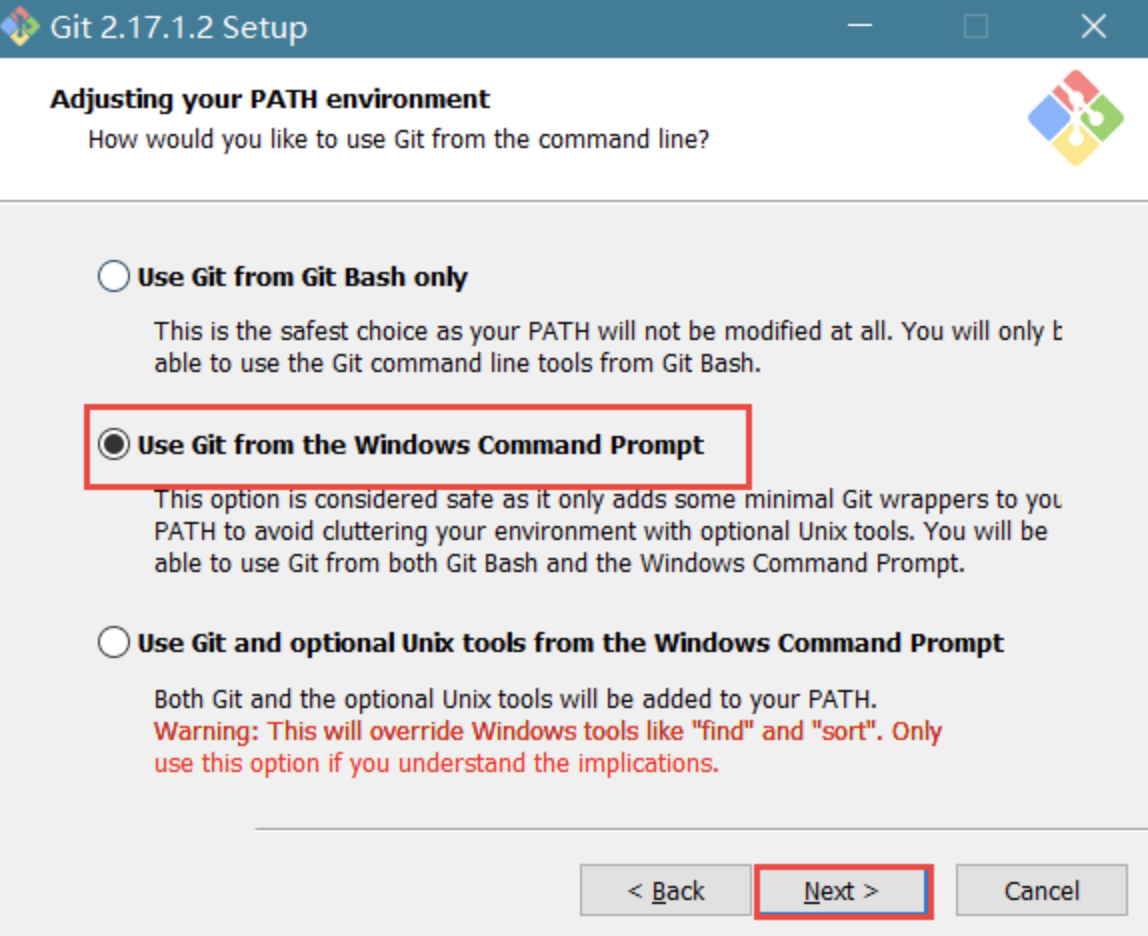 Git 2.17.1.2 Setup
Adjusting your PATH environment
How would you like to use Git from the command line?
Use Git from Git Bash only
This is the safest choice as your PATH will not be modified at all. You will only b
able to use the Git command line tools from Git Bash.
Use Git from the Windows Command Prompt
This option is considered safe as it only adds some minimal Git wrappers to you
PATH to avoid cluttering your environment with optional Unix tools. You will be
able to use Git from both Git Bash and the Windows Command Prompt.
Use Git and optional Unix tools from the Windows Command Prompt
Both Git and the optional Unix tools will be added to your PATH.
Warning: This will override Windows tools like "find" and "sort". Only
use this option if you understand the implications.
< Back Next > Cancel